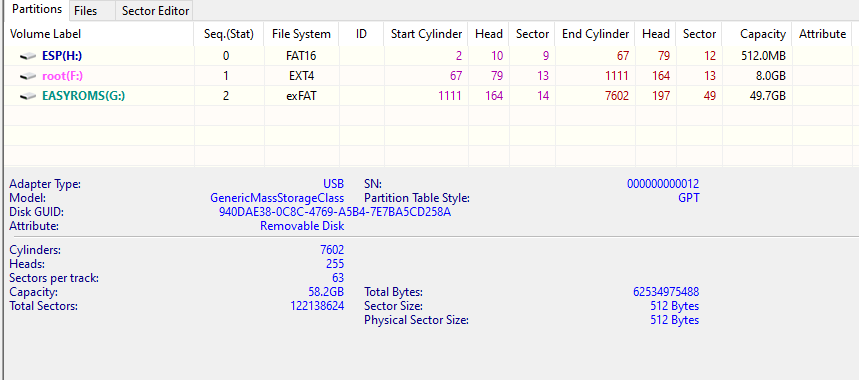 Partitions Files Sector Editor
Volume Label Seq.(Stat) File System ID Start Cylinder Head Sector End Cylinder Head Sector Capacity Attribute
ESP(H:) 0 FAT16 2 10 9 67 79 12 512.0MB
root(F:) 1 EXT4 67 79 13 1111 164 13 8.0GB
EASYROMS(G:) 2 exFAT 1111 164 14 7602 197 49 49.7GB
Adapter Type: USB SN: 000000000012
Model: GenericMassStorageClass Partition Table Style: GPT
Disk GUID: 940DAE38-0C8C-4769-A5B4-7E7BA5CD258A
Attribute: Removable Disk
Cylinders: 7602
Heads: 255
Sectors per track: 63
Capacity: 58.2GB Total Bytes: 62534975488
Total Sectors: 122138624 Sector Size: 512 Bytes
Physical Sector Size: 512 Bytes